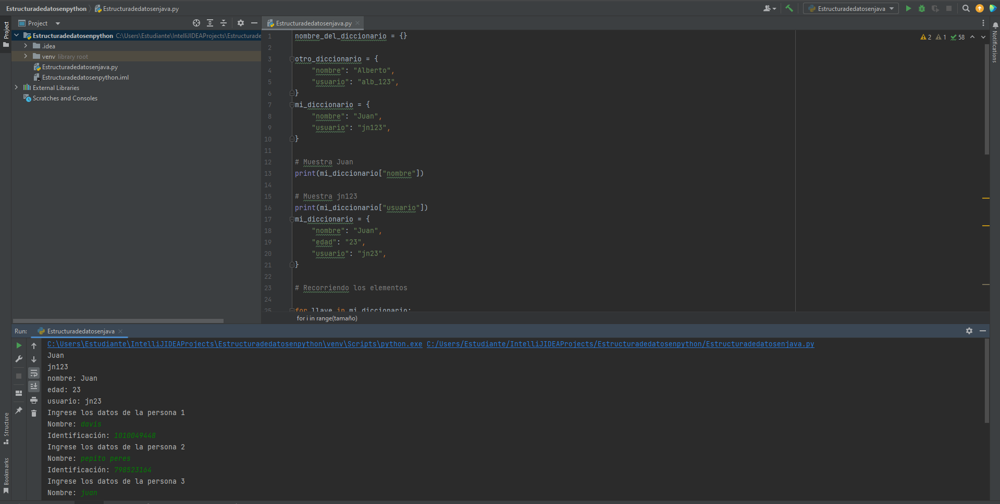 Estructuradedatosenpython 〉 Estructuradedatosenjava.py
Estructuradedatosenjava
Project
Project
Estructuradedatosenpython C:\Users\Estudiante\IntelliJIDEAProjects\Estructurade
.idea
venv library root
Estructuradedatosenjava.py
Estructuradedatosenpython.iml
External Libraries
Scratches and Consoles
Estructuradedatosenjava.py
2 1 58
Notifications
1 nombre_del_diccionario = {}
2
3 otro_diccionario = {
4 "nombre": "Alberto",
5 "usuario": "alb_123",
6 }
7 mi_diccionario = {
8 "nombre": "Juan",
9 "usuario": "jn123",
10 }
11
12 # Muestra Juan
13 print(mi_diccionario["nombre"])
14
15 # Muestra jn123
16 print(mi_diccionario["usuario"])
17 mi_diccionario = {
18 "nombre": "Juan",
19 "edad": "23",
20 "usuario": "jn23",
21 }
22
23 # Recorriendo los elementos
24
25 for llave in mi_diccionario:
for i in range(tamaño)
Run: Estructuradedatosenjava
C:\Users\Estudiante\IntelliJIDEAProjects\Estructuradedatosenpython\venv\Scripts\python.exe C:/Users/Estudiante/IntelliJIDEAProjects/Estructuradedatosenpython/Estructuradedatosenjava.py
Juan
jn123
nombre: Juan
edad: 23
usuario: jn23
Ingrese los datos de la persona 1
Nombre: davis
Identificación: 1010049448
Ingrese los datos de la persona 2
Nombre: pepito peres
Identificación: 798523164
Ingrese los datos de la persona 3
Nombre: juan
Structure
Bookmarks